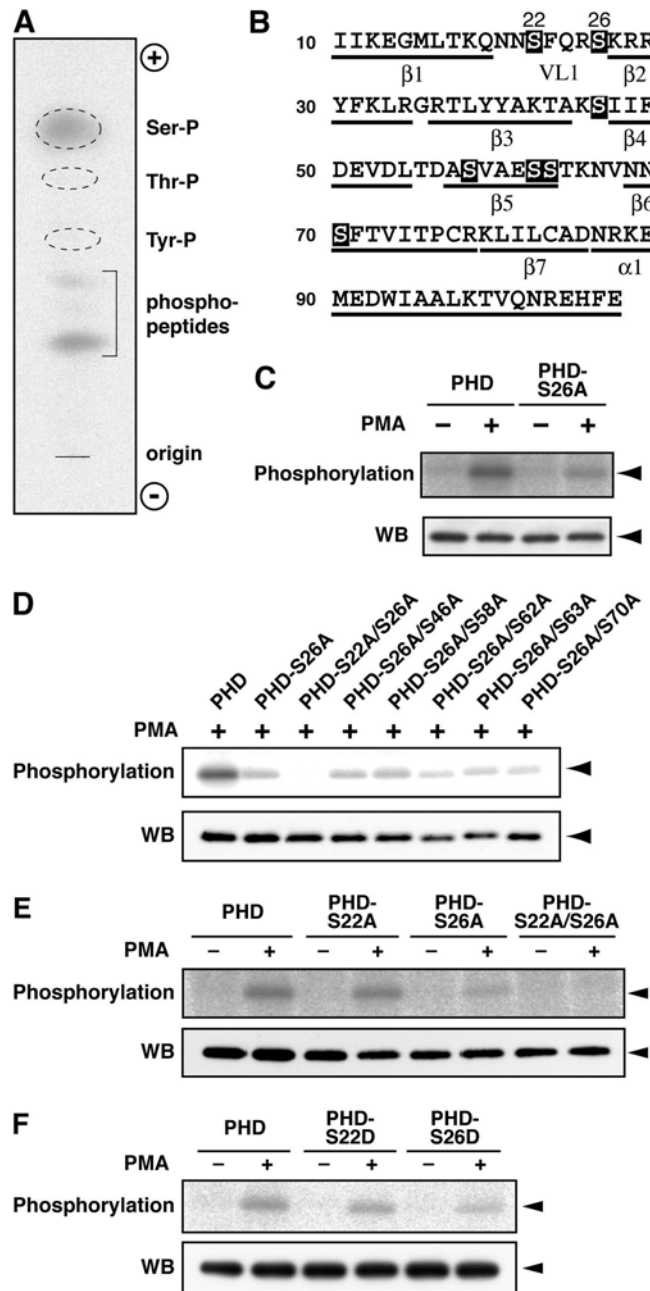 A
+
Ser-P
Thr-P
Tyr-P
phospho-
peptides
origin
−
B
22 26
10 IIKEGMLTKQNNSFQRSKRR
β1 VL1 β2
30 YFKLRGRTLYYAKTAKSIIF
β3 β4
50 DEVDLTDASVAESSTKNVNN
β5 β6
70 SFTVITPCRKLILCADNRKE
β7 α1
90 MEDWIAALKTVQNREHFE
C
PHD PHD-
S26A
PMA − + − +
Phosphorylation
WB
D
PHD
PHD-S26A
PHD-S22A/S26A
PHD-S26A/S46A
PHD-S26A/S58A
PHD-S26A/S62A
PHD-S26A/S63A
PHD-S26A/S70A
PMA + + + + + + + +
Phosphorylation
WB
E
PHD PHD-
S22A PHD-
S26A PHD-
S22A/S26A
PMA − + − + − + − +
Phosphorylation
WB
F
PHD PHD-
S22D PHD-
S26D
PMA − + − + − +
Phosphorylation
WB